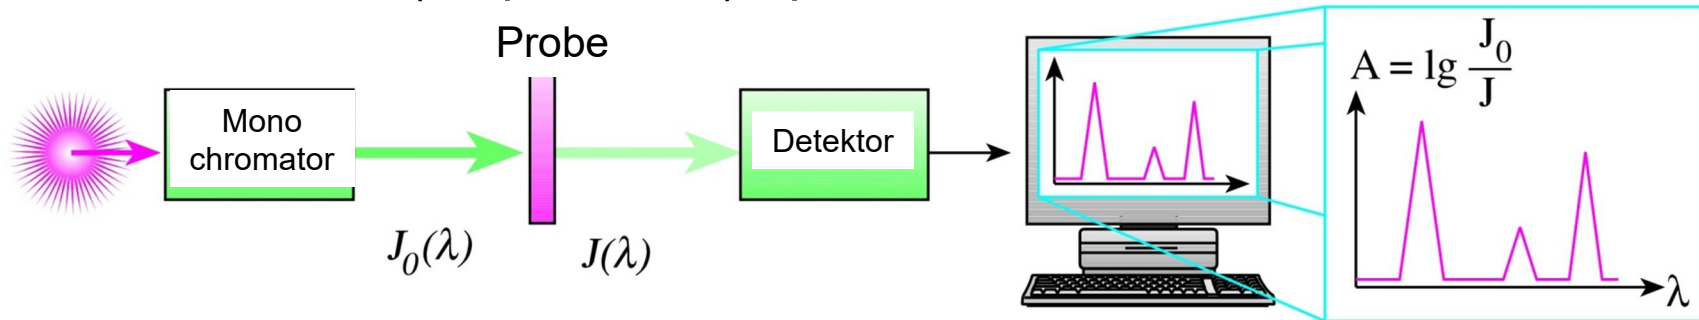 Probe
Mono
chromator
Detektor
J₀(λ)
J(λ)
A = lg J₀/J
λ